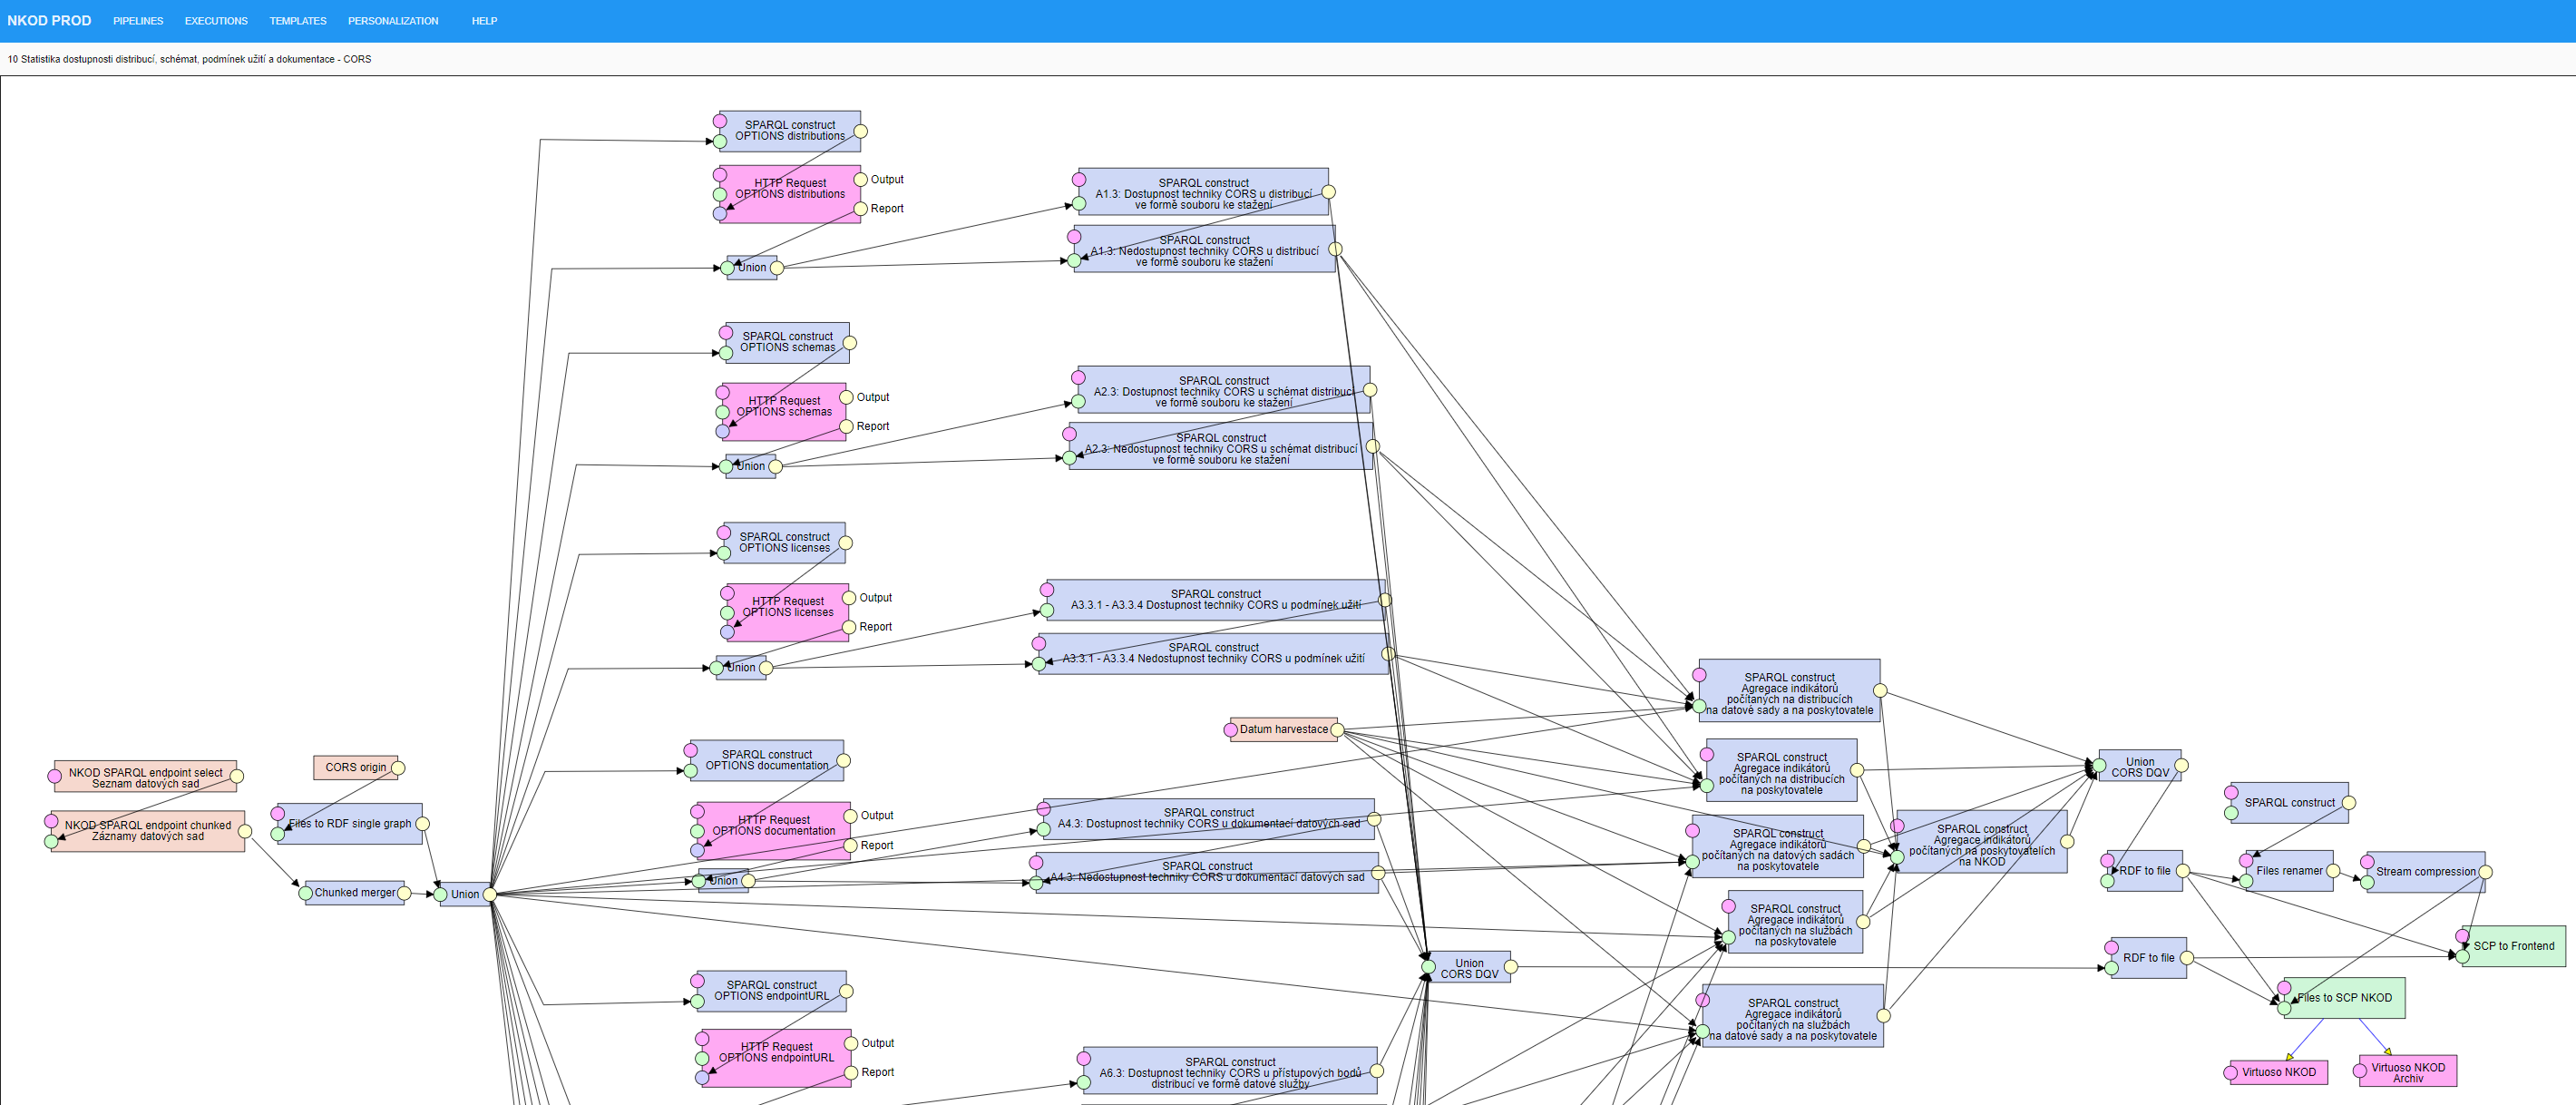 NKOD PROD PIPELINES EXECUTIONS TEMPLATES PERSONALIZATION HELP
10 Statistika dostupnosti distribucí, schémat, podmínek užití a dokumentace - CORS
SPARQL construct
OPTIONS distributions
HTTP Request
OPTIONS distributions
Output
Report
Union
SPARQL construct
A1.3: Dostupnost techniky CORS u distribucí
ve formě souboru ke stažení
SPARQL construct
A1.3: Nedostupnost techniky CORS u distribucí
ve formě souboru ke stažení
SPARQL construct
OPTIONS schemas
HTTP Request
OPTIONS schemas
Output
Report
Union
SPARQL construct
A2.3: Dostupnost techniky CORS u schémat distribucí
ve formě souboru ke stažení
SPARQL construct
A2.3: Nedostupnost techniky CORS u schémat distribucí
ve formě souboru ke stažení
SPARQL construct
OPTIONS licenses
HTTP Request
OPTIONS licenses
Output
Report
Union
SPARQL construct
A3.3.1 - A3.3.4 Dostupnost techniky CORS u podmínek užití
SPARQL construct
A3.3.1 - A3.3.4 Nedostupnost techniky CORS u podmínek užití
Datum harvestace
NKOD SPARQL endpoint select
Seznam datových sad
NKOD SPARQL endpoint chunked
Záznamy datových sad
CORS origin
Files to RDF single graph
Chunked merger
Union
SPARQL construct
OPTIONS documentation
HTTP Request
OPTIONS documentation
Output
Report
Union
SPARQL construct
A4.3: Dostupnost techniky CORS u dokumentací datových sad
SPARQL construct
A4.3: Nedostupnost techniky CORS u dokumentací datových sad
SPARQL construct
OPTIONS endpointURL
HTTP Request
OPTIONS endpointURL
Output
Report
SPARQL construct
A6.3: Dostupnost techniky CORS u přístupových bodů
distribucí ve formě datové služby
Union
CORS DQV
SPARQL construct
Agregace indikátorů
počítaných na distribucích
na datové sady a na poskytovatele
SPARQL construct
Agregace indikátorů
počítaných na distribucích
na poskytovatele
SPARQL construct
Agregace indikátorů
počítaných na datových sadách
na poskytovatele
SPARQL construct
Agregace indikátorů
počítaných na službách
na poskytovatele
SPARQL construct
Agregace indikátorů
počítaných na službách
na datové sady a na poskytovatele
SPARQL construct
Agregace indikátorů
počítaných na poskytovatelích
na NKOD
Union
CORS DQV
SPARQL construct
RDF to file
Files renamer
Stream compression
RDF to file
SCP to Frontend
Files to SCP NKOD
Virtuoso NKOD
Virtuoso NKOD
Archiv